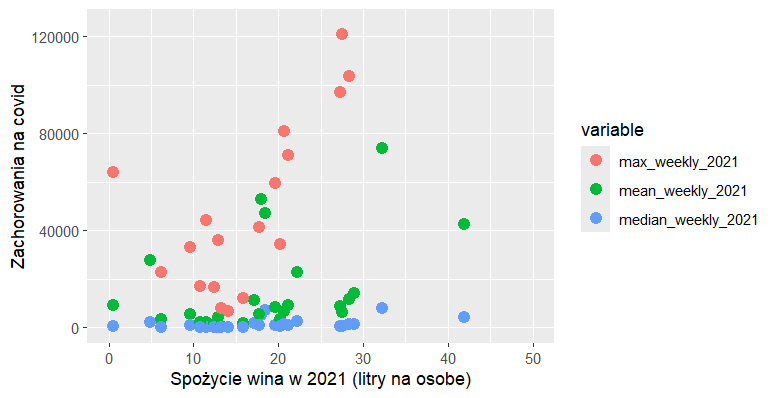 120000
80000
40000
0
Zachorowania na covid
0 10 20 30 40 50
Spożycie wina w 2021 (litry na osobe)
variable
max_weekly_2021
mean_weekly_2021
median_weekly_2021